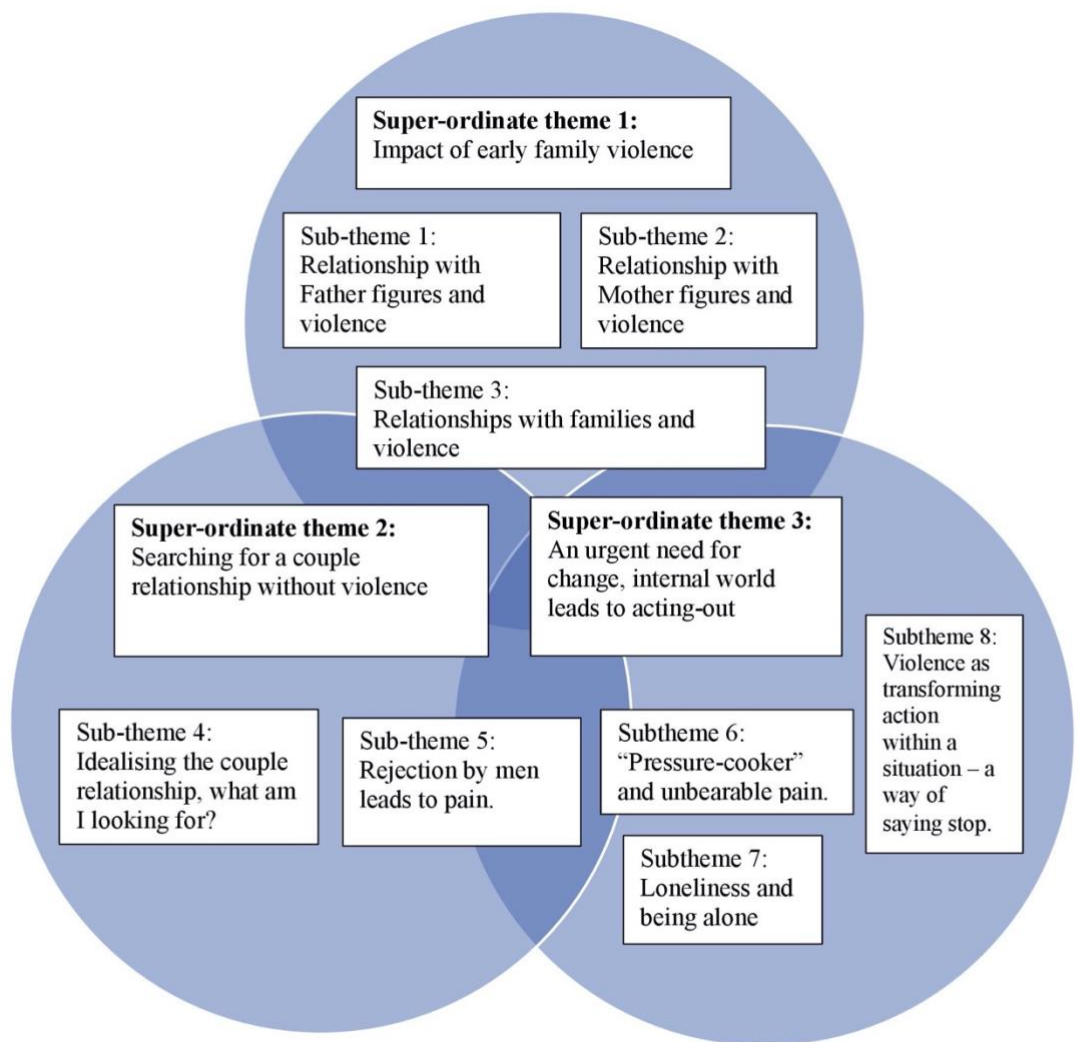 Super-ordinate theme 1:
Impact of early family violence
Sub-theme 1:
Relationship with
Father figures and
violence
Sub-theme 2:
Relationship with
Mother figures and
violence
Sub-theme 3:
Relationships with families and
violence
Super-ordinate theme 2:
Searching for a couple
relationship without violence
Super-ordinate theme 3:
An urgent need for
change, internal world
leads to acting-out
Sub-theme 4:
Idealising the couple
relationship, what am
I looking for?
Sub-theme 5:
Rejection by men
leads to pain.
Subtheme 6:
“Pressure-cooker”
and unbearable pain.
Subtheme 7:
Loneliness and
being alone
Subtheme 8:
Violence as
transforming
action
within a
situation – a
way of
saying stop.